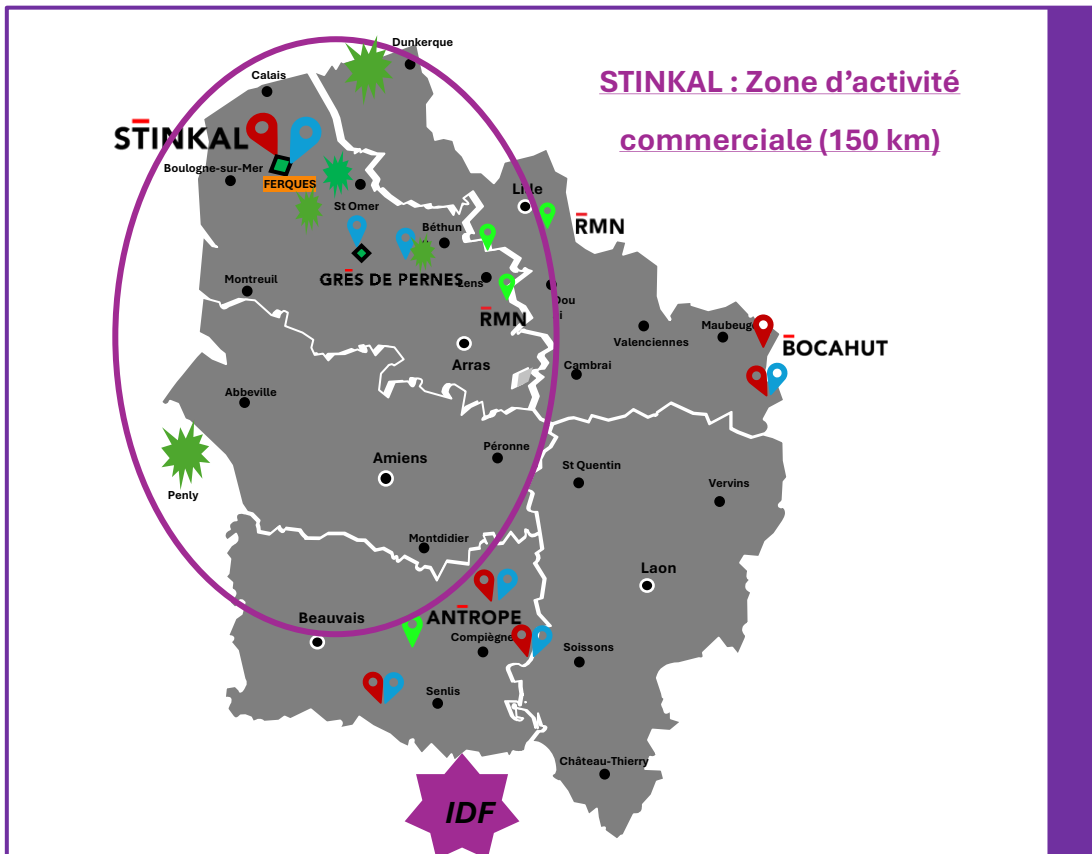 STINKAL : Zone d’activité
commerciale (150 km)
Dunkerque
Calais
STINKAL
Boulogne-sur-Mer
FERQUES
St Omer
Lille
RMN
Béthun
GRÈS DE PERNES
Lens
Montreuil
RMN
Dou
i
Maubeuge
Valenciennes
BOCAHUT
Arras
Cambrai
Abbeville
Péronne
Amiens
St Quentin
Vervins
Penly
Montdidier
Laon
Beauvais
ANTROPE
Compiègne
Soissons
Senlis
Château-Thierry
IDF